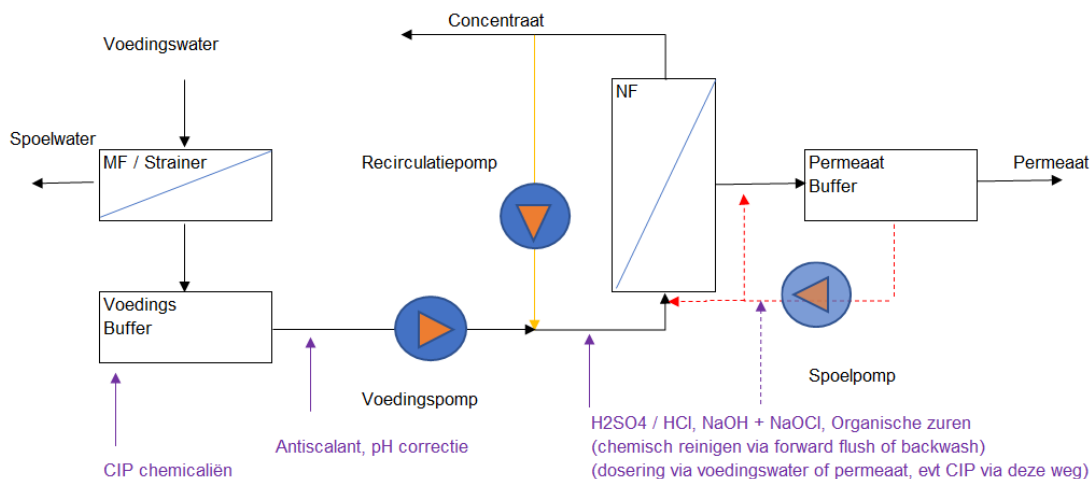 Concentraat
Voedingswater
NF
Spoelwater
MF / Strainer
Recirculatiepomp
Permeaat
Buffer
Permeaat
Voedings
Buffer
Voedingspomp
Spoelpomp
Antiscalant, pH correctie
CIP chemicaliën
H2SO4 / HCl, NaOH + NaOCl, Organische zuren
(chemisch reinigen via forward flush of backwash)
(dosering via voedingswater of permeaat, evt CIP via deze weg)